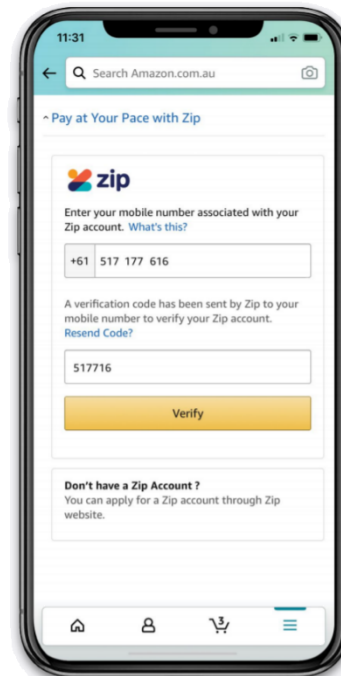 11:31
Search Amazon.com.au
Pay at Your Pace with Zip
zip
Enter your mobile number associated with your
Zip account. What's this?
+61 517 177 616
A verification code has been sent by Zip to your
mobile number to verify your Zip account.
Resend Code?
517716
Verify
Don't have a Zip Account ?
You can apply for a Zip account through Zip
website.
3